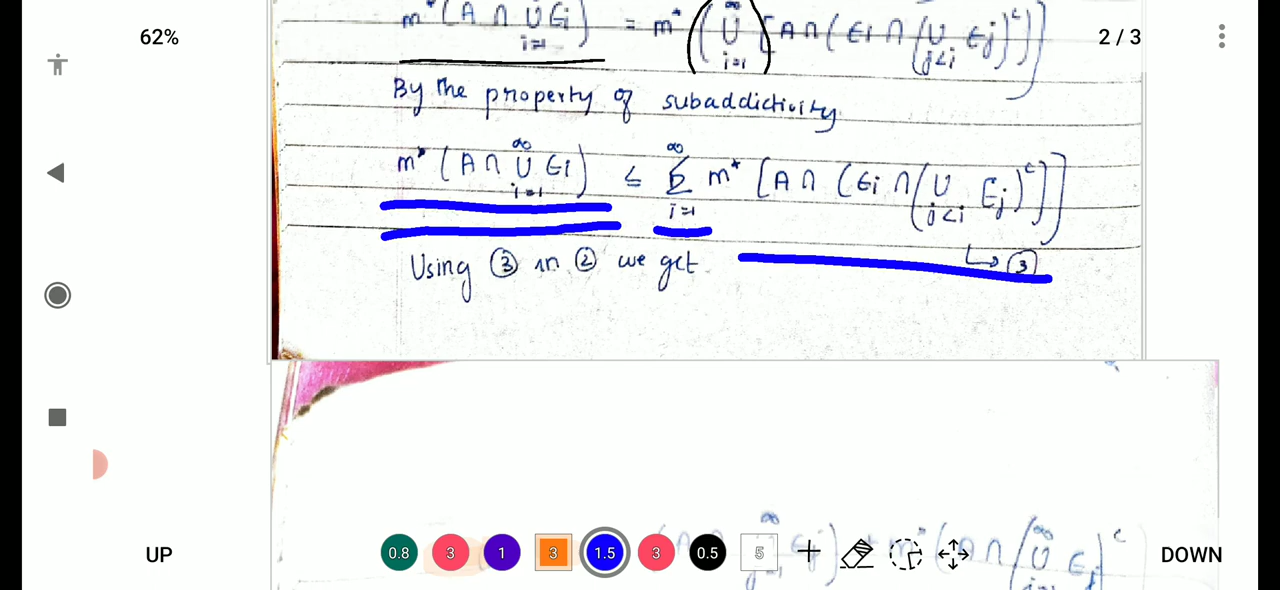 62%
2 / 3
m*(A ∩ ∪_{i=1} Ei) = m*(∪_{i=1}^∞ [A ∩ (Ei ∩ (∪_{j<i} Ej)^c)])
By the property of subaddictivity
m*(A ∩ ∪_{i=1}^∞ Ei) ≤ Σ_{i=1}^∞ m*[A ∩ (Ei ∩ (∪_{j<i} Ej)^c)]
↳ ③
Using ③ in ② we get
UP
0.8 3 1 3 1.5 3 0.5 5
DOWN